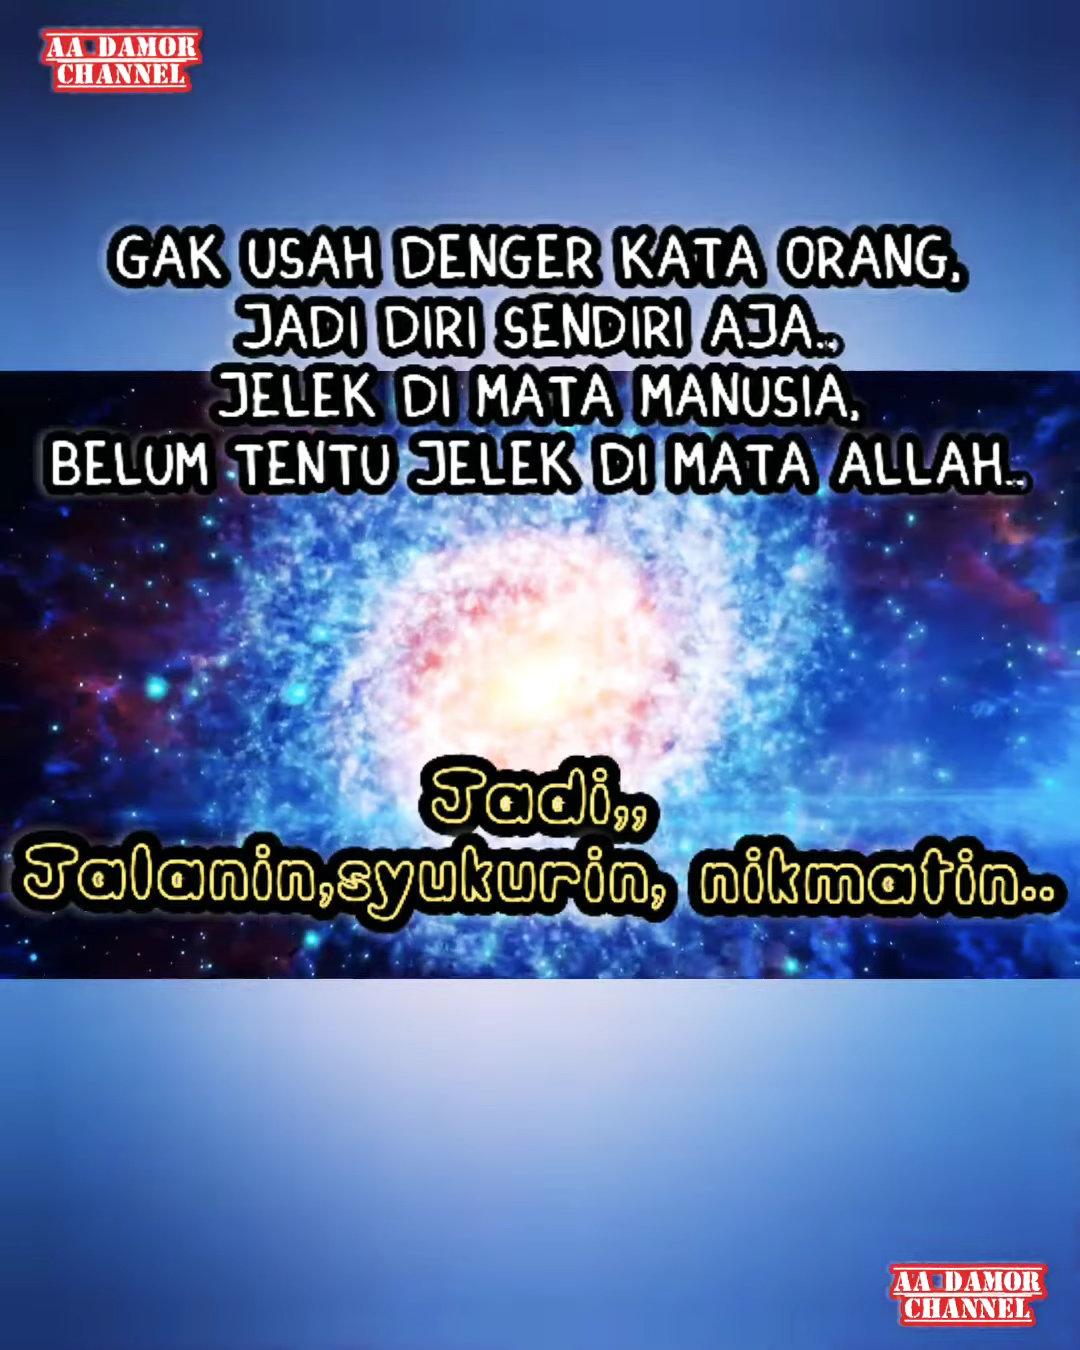 AA DAMOR
CHANNEL
GAK USAH DENGER KATA ORANG,
JADI DIRI SENDIRI AJA..
JELEK DI MATA MANUSIA,
BELUM TENTU JELEK DI MATA ALLAH..
Jadi,,
Jalanin,syukurin, nikmatin..
AA DAMOR
CHANNEL